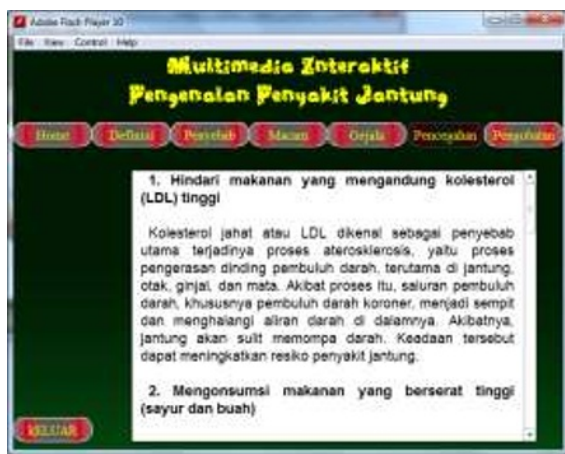 Adobe Flash Player 10
File View Control Help
Multimedia Interaktif
Pengenalan Penyakit Jantung
Home Definisi Penyebab Macam Gejala Pencegahan Pengobatan
1. Hindari makanan yang mengandung kolesterol
(LDL) tinggi
Kolesterol jahat atau LDL dikenal sebagai penyebab
utama terjadinya proses aterosklerosis, yaitu proses
pengerasan dinding pembuluh darah, terutama di jantung,
otak, ginjal, dan mata. Akibat proses itu, saluran pembuluh
darah, khususnya pembuluh darah koroner, menjadi sempit
dan menghalangi aliran darah di dalamnya. Akibatnya,
jantung akan sulit memompa darah. Keadaan tersebut
dapat meningkatkan resiko penyakit jantung.
2. Mengonsumsi makanan yang berserat tinggi
(sayur dan buah)
KELUAR